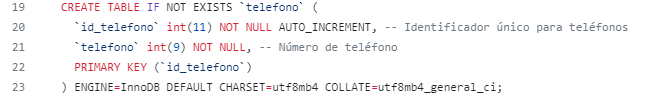 19 CREATE TABLE IF NOT EXISTS `telefono` (
20 `id_telefono` int(11) NOT NULL AUTO_INCREMENT, -- Identificador único para teléfonos
21 `telefono` int(9) NOT NULL, -- Número de teléfono
22 PRIMARY KEY (`id_telefono`)
23 ) ENGINE=InnoDB DEFAULT CHARSET=utf8mb4 COLLATE=utf8mb4_general_ci;